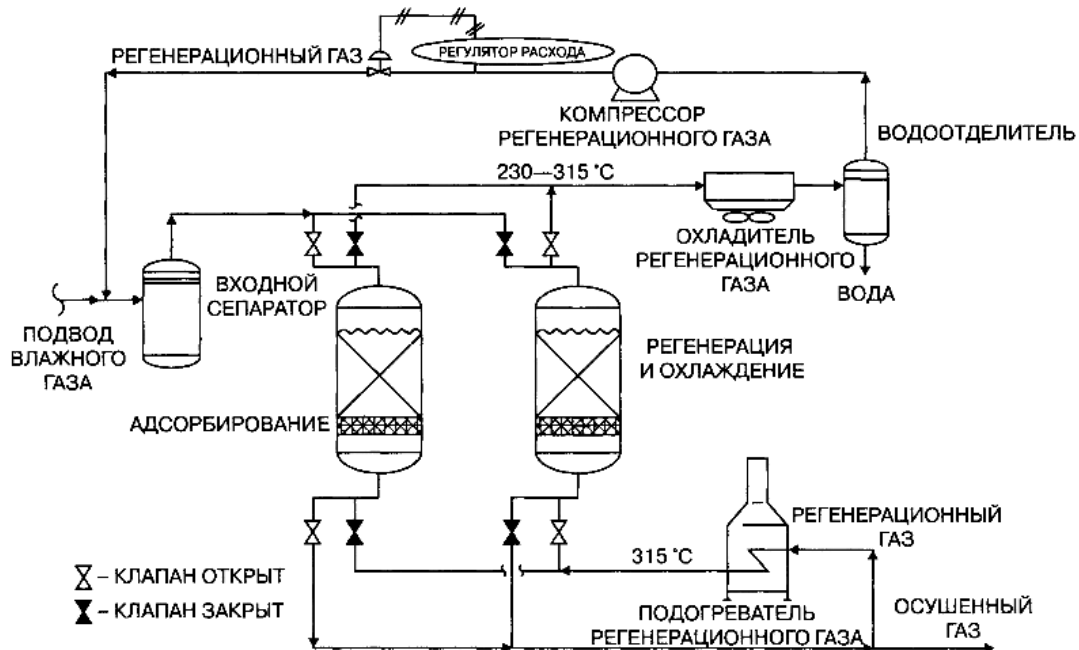 РЕГЕНЕРАЦИОННЫЙ ГАЗ
РЕГУЛЯТОР РАСХОДА
КОМПРЕССОР
РЕГЕНЕРАЦИОННОГО ГАЗА
ВОДООТДЕЛИТЕЛЬ
230—315 °C
ОХЛАДИТЕЛЬ
РЕГЕНЕРАЦИОННОГО
ГАЗА
ВОДА
ВХОДНОЙ
СЕПАРАТОР
ПОДВОД
ВЛАЖНОГО
ГАЗА
РЕГЕНЕРАЦИЯ
И ОХЛАЖДЕНИЕ
АДСОРБИРОВАНИЕ
РЕГЕНЕРАЦИОННЫЙ
ГАЗ
315 °C
– КЛАПАН ОТКРЫТ
– КЛАПАН ЗАКРЫТ
ПОДОГРЕВАТЕЛЬ
РЕГЕНЕРАЦИОННОГО ГАЗА
ОСУШЕННЫЙ
ГАЗ